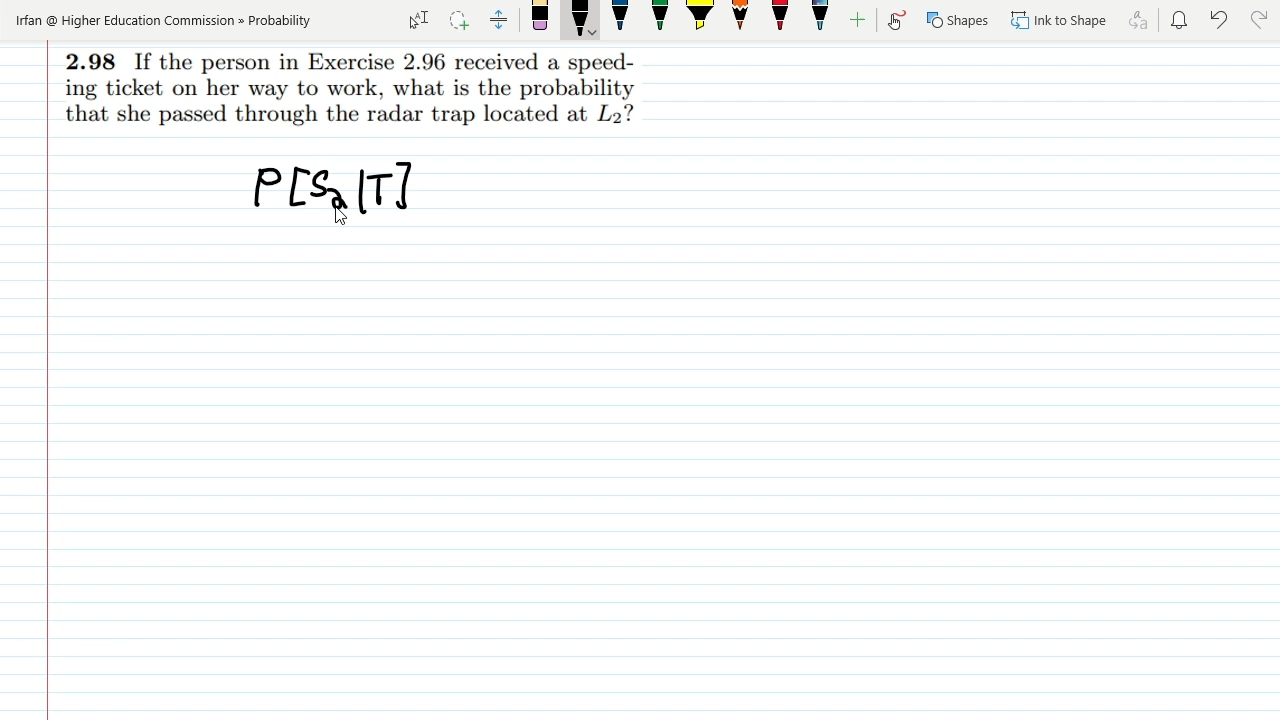 Irfan @ Higher Education Commission » Probability
Shapes
Ink to Shape
2.98 If the person in Exercise 2.96 received a speed-
ing ticket on her way to work, what is the probability
that she passed through the radar trap located at L₂?
P[S₂|T]